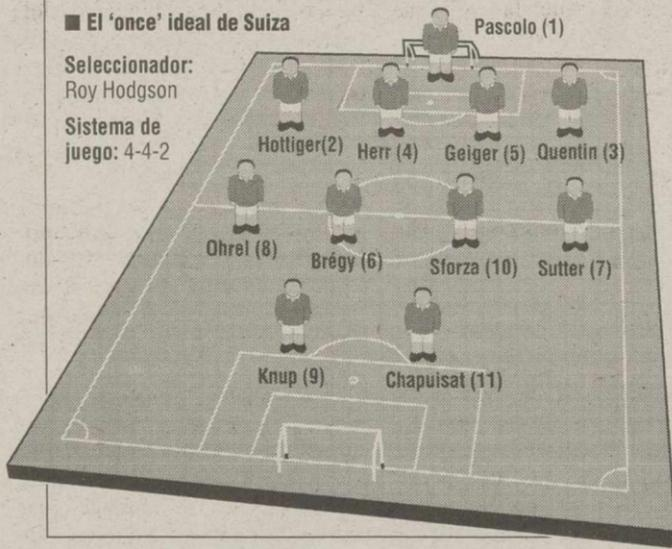 ■ El ‘once’ ideal de Suiza
Seleccionador:
Roy Hodgson
Sistema de
juego: 4-4-2
Pascolo (1)
Hottiger(2) Herr (4) Geiger (5) Quentin (3)
Ohrel (8) Brégy (6) Sforza (10) Sutter (7)
Knup (9) Chapuisat (11)